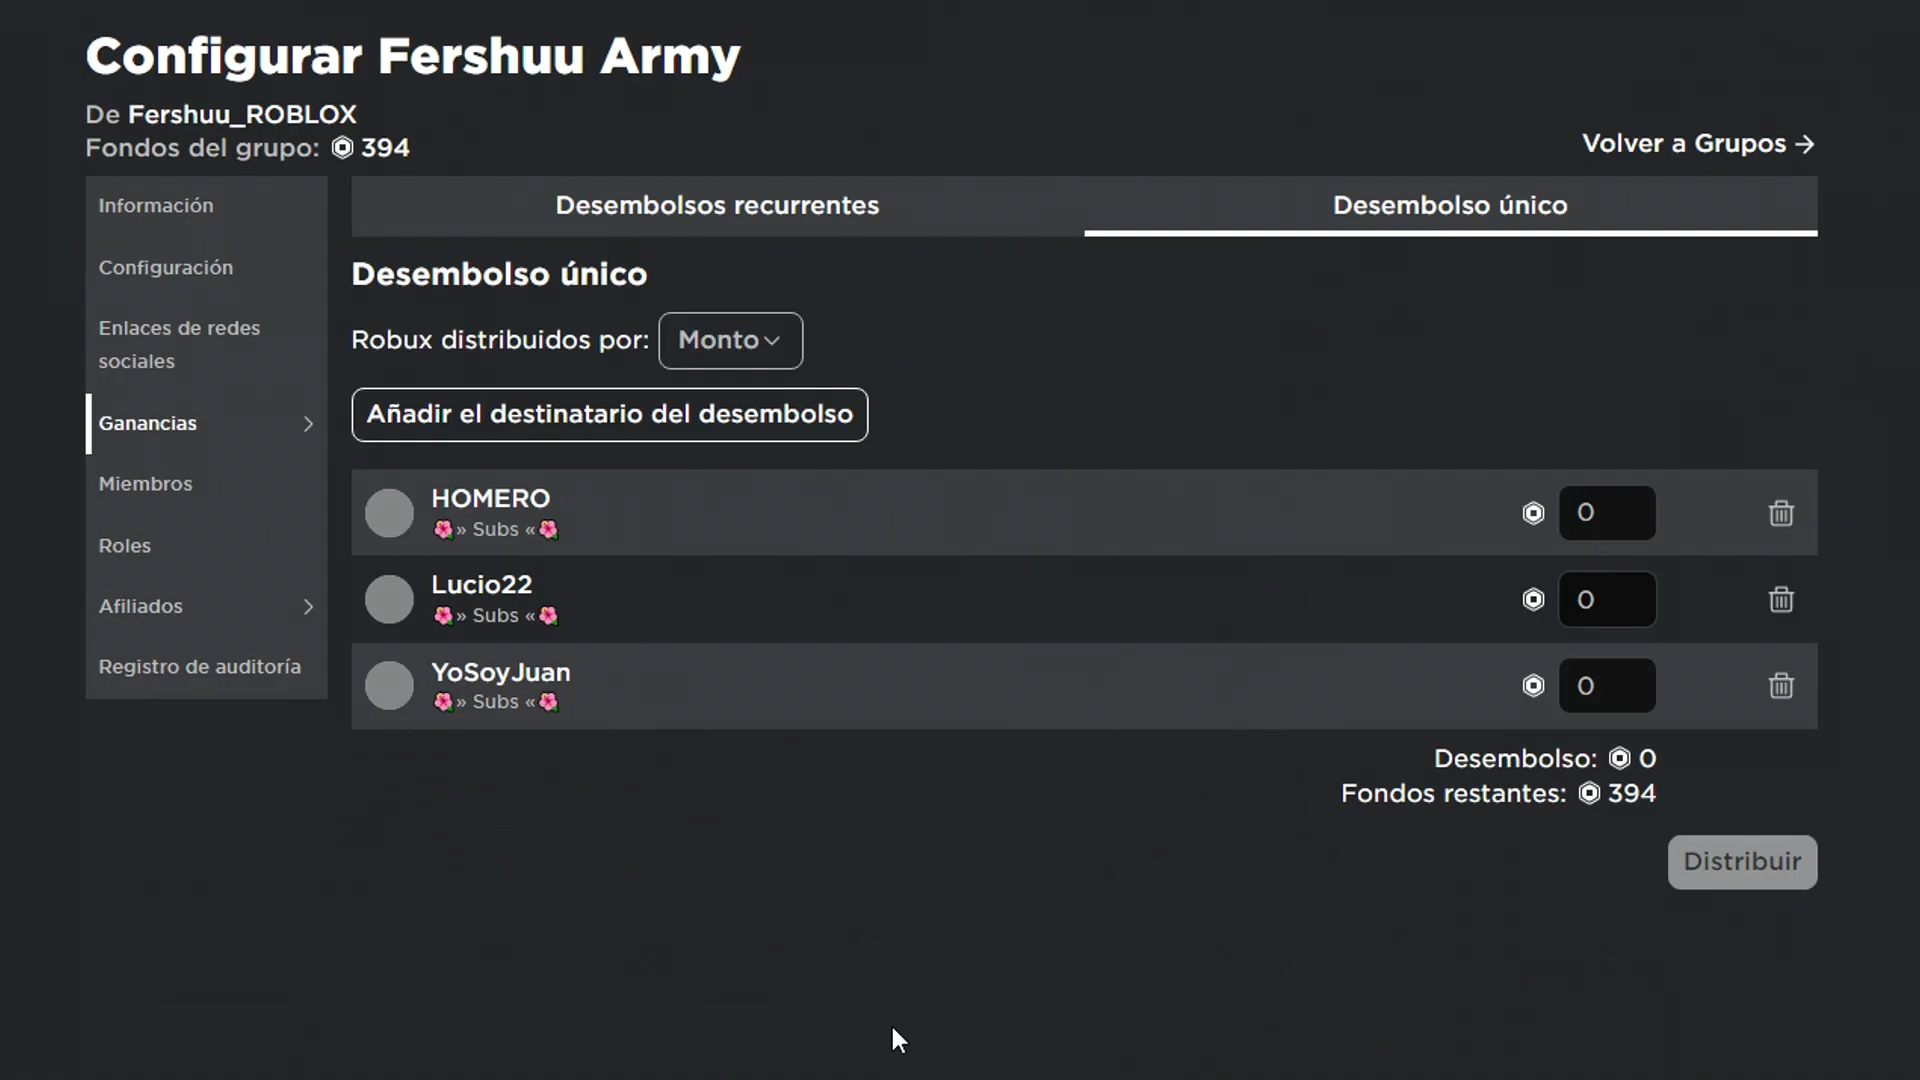 Configurar Fershuu Army
De Fershuu_ROBLOX
Fondos del grupo: 394
Volver a Grupos →
Información
Configuración
Enlaces de redes
sociales
Ganancias
Miembros
Roles
Afiliados
Registro de auditoría
Desembolsos recurrentes
Desembolso único
Desembolso único
Robux distribuidos por: Monto
Añadir el destinatario del desembolso
HOMERO
🌺» Subs «🌺
0
Lucio22
🌺» Subs «🌺
0
YoSoyJuan
🌺» Subs «🌺
0
Desembolso: 0
Fondos restantes: 394
Distribuir